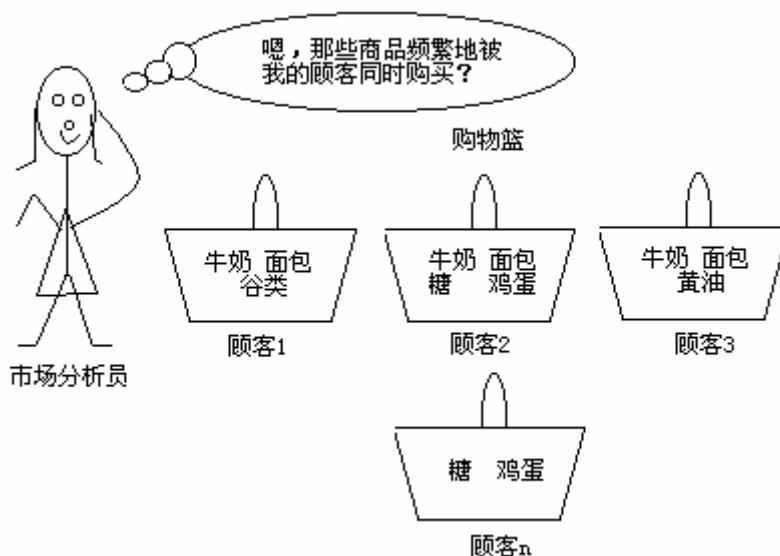 嗯，那些商品频繁地被
我的顾客同时购买？
购物篮
牛奶 面包
谷类
牛奶 面包
糖 鸡蛋
牛奶 面包
黄油
顾客1
顾客2
顾客3
市场分析员
糖 鸡蛋
顾客n